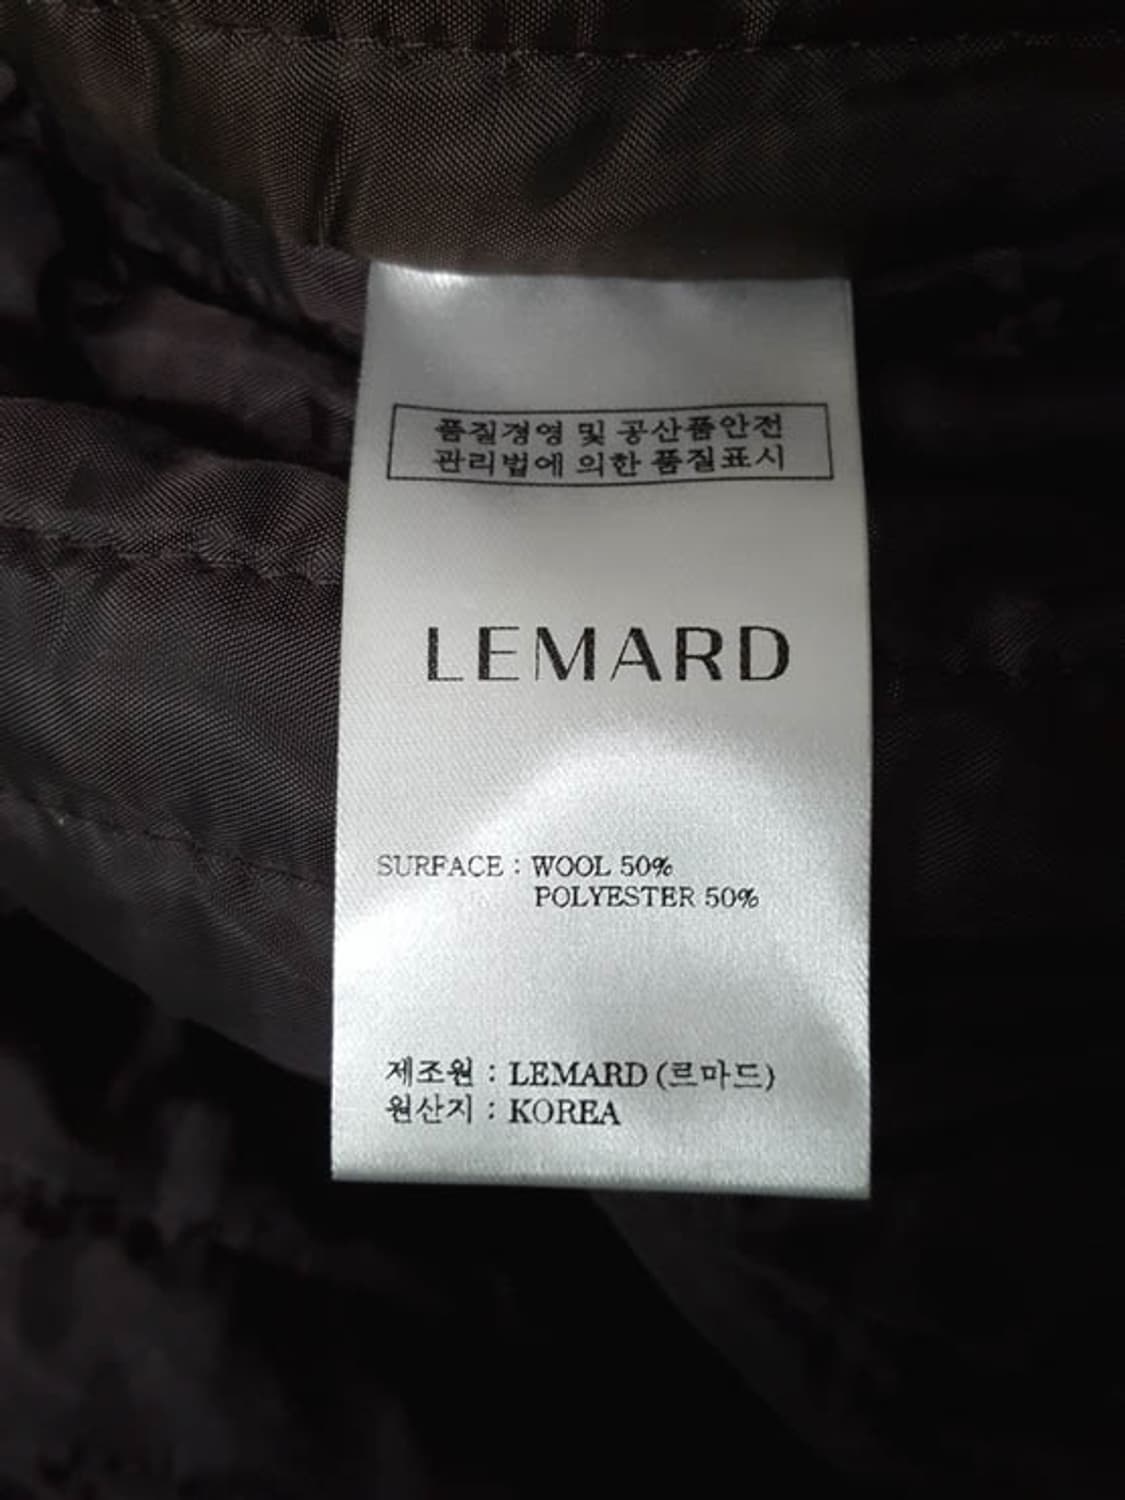 품질경영 및 공산품안전
관리법에 의한 품질표시
LEMARD
SURFACE : WOOL 50%
POLYESTER 50%
제조원 : LEMARD (르마드)
원산지 : KOREA